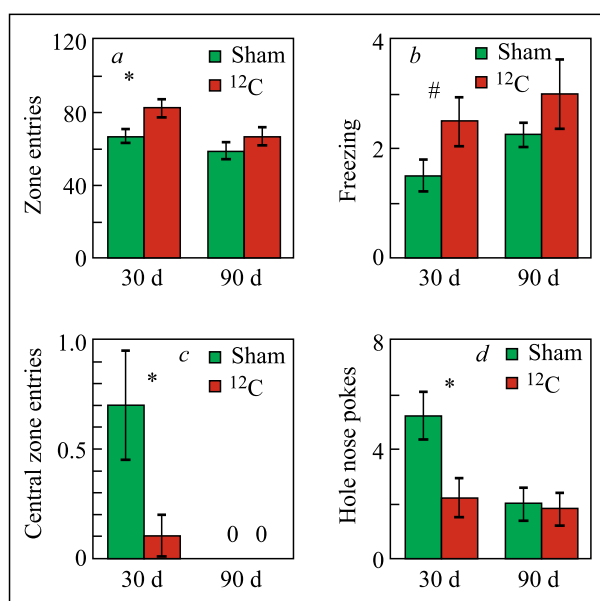 a
Sham
¹²C
*
Zone entries
120
80
60
40
0
30 d
90 d
b
Sham
¹²C
#
Freezing
4
2
0
30 d
90 d
c
Sham
¹²C
*
Central zone entries
1.0
0.5
0
0 0
30 d
90 d
d
Sham
¹²C
*
Hole nose pokes
8
4
0
30 d
90 d